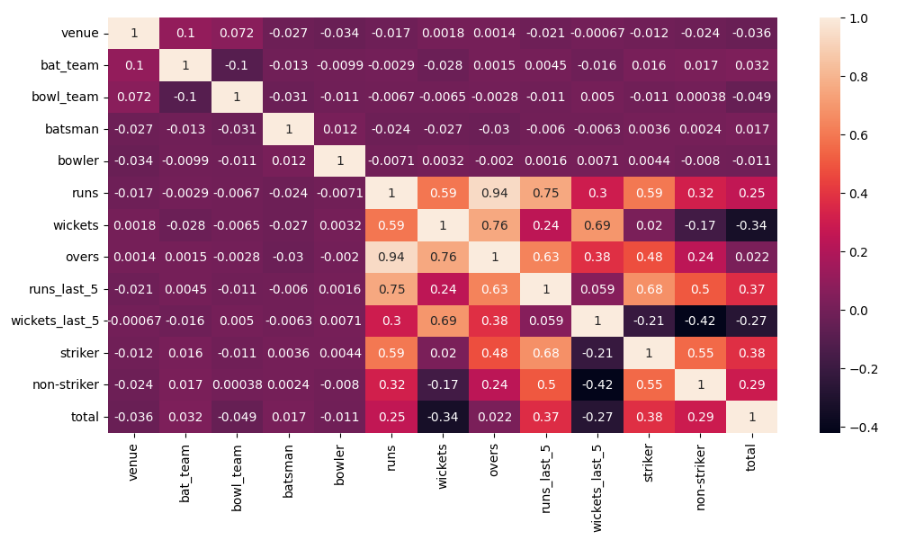 venue 1 0.1 0.072 -0.027 -0.034 -0.017 0.0018 0.0014 -0.021 -0.00067 -0.012 -0.024 -0.036
bat_team 0.1 1 -0.1 -0.013 -0.0099 -0.0029 -0.028 0.0015 0.0045 -0.016 0.016 0.017 0.032
bowl_team 0.072 -0.1 1 -0.031 -0.011 -0.0067 -0.0065 -0.0028 -0.011 0.005 -0.011 0.00038 -0.049
batsman -0.027 -0.013 -0.031 1 0.012 -0.024 -0.027 -0.03 -0.006 -0.0063 0.0036 0.0024 0.017
bowler -0.034 -0.0099 -0.011 0.012 1 -0.0071 0.0032 -0.002 0.0016 0.0071 0.0044 -0.008 -0.011
runs -0.017 -0.0029 -0.0067 -0.024 -0.0071 1 0.59 0.94 0.75 0.3 0.59 0.32 0.25
wickets 0.0018 -0.028 -0.0065 -0.027 0.0032 0.59 1 0.76 0.24 0.69 0.02 -0.17 -0.34
overs 0.0014 0.0015 -0.0028 -0.03 -0.002 0.94 0.76 1 0.63 0.38 0.48 0.24 0.022
runs_last_5 -0.021 0.0045 -0.011 -0.006 0.0016 0.75 0.24 0.63 1 0.059 0.68 0.5 0.37
wickets_last_5 -0.00067 -0.016 0.005 -0.0063 0.0071 0.3 0.69 0.38 0.059 1 -0.21 -0.42 -0.27
striker -0.012 0.016 -0.011 0.0036 0.0044 0.59 0.02 0.48 0.68 -0.21 1 0.55 0.38
non-striker -0.024 0.017 0.00038 0.0024 -0.008 0.32 -0.17 0.24 0.5 -0.42 0.55 1 0.29
total -0.036 0.032 -0.049 0.017 -0.011 0.25 -0.34 0.022 0.37 -0.27 0.38 0.29 1
venue
bat_team
bowl_team
batsman
bowler
runs
wickets
overs
runs_last_5
wickets_last_5
striker
non-striker
total
1.0
0.8
0.6
0.4
0.2
0.0
−0.2
−0.4